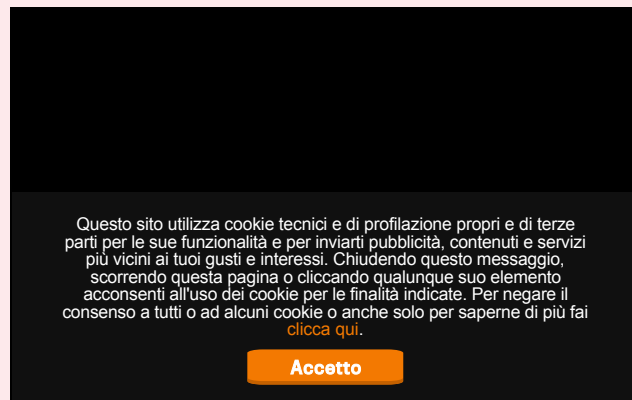 Questo sito utilizza cookie tecnici e di profilazione propri e di terze
parti per le sue funzionalità e per inviarti pubblicità, contenuti e servizi
più vicini ai tuoi gusti e interessi. Chiudendo questo messaggio,
scorrendo questa pagina o cliccando qualunque suo elemento
acconsenti all'uso dei cookie per le finalità indicate. Per negare il
consenso a tutti o ad alcuni cookie o anche solo per saperne di più fai
clicca qui.
Accetto